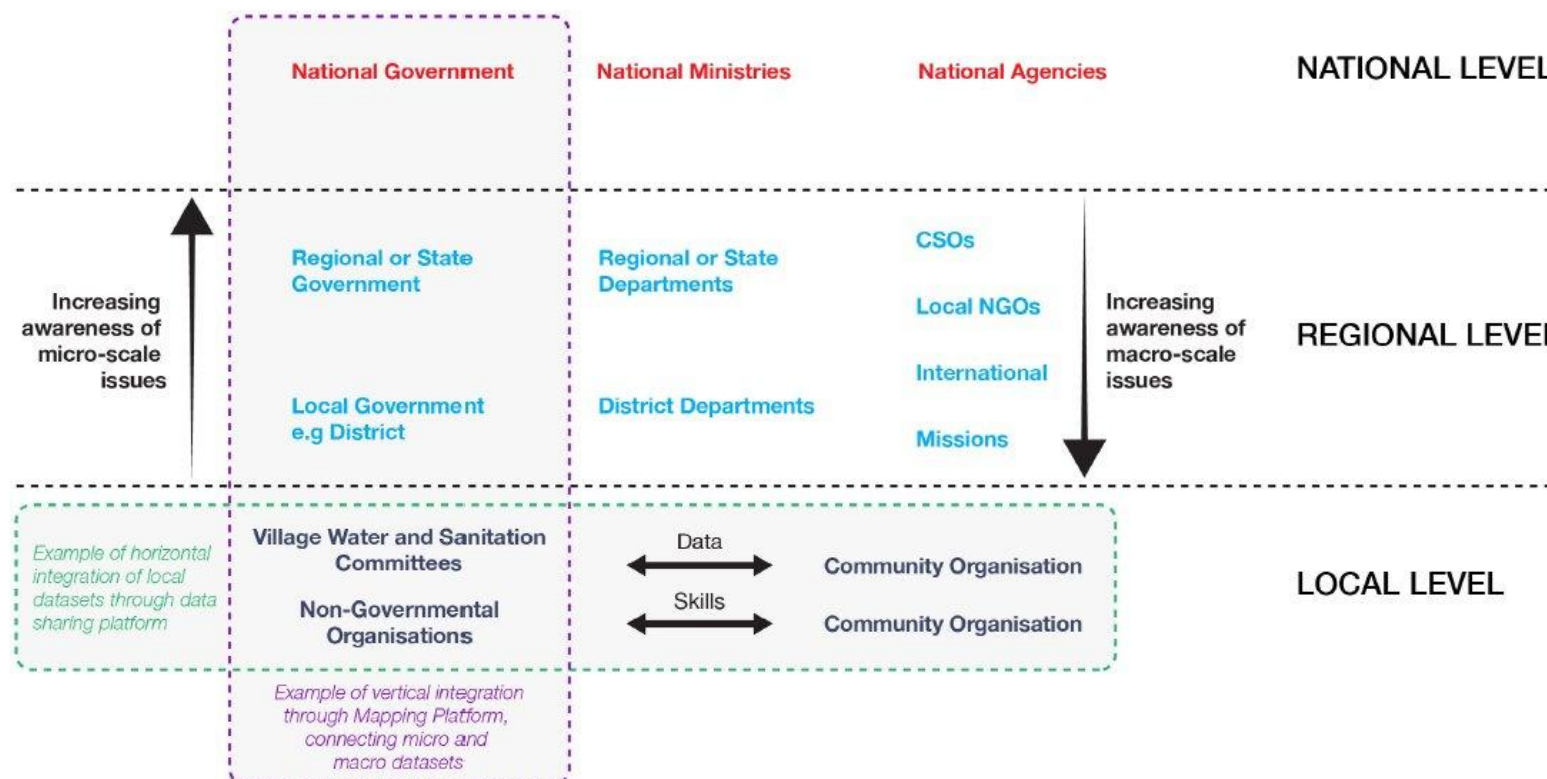 National Government
National Ministries
National Agencies
NATIONAL LEVEL
Increasing
awareness of
micro-scale
issues
Regional or State
Government
Regional or State
Departments
CSOs
Local NGOs
International
Missions
Local Government
e.g District
District Departments
Increasing
awareness of
macro-scale
issues
REGIONAL LEVEL
Example of horizontal
integration of local
datasets through data
sharing platform
Village Water and Sanitation
Committees
Data
Community Organisation
Non-Governmental
Organisations
Skills
Community Organisation
LOCAL LEVEL
Example of vertical integration
through Mapping Platform,
connecting micro and
macro datasets